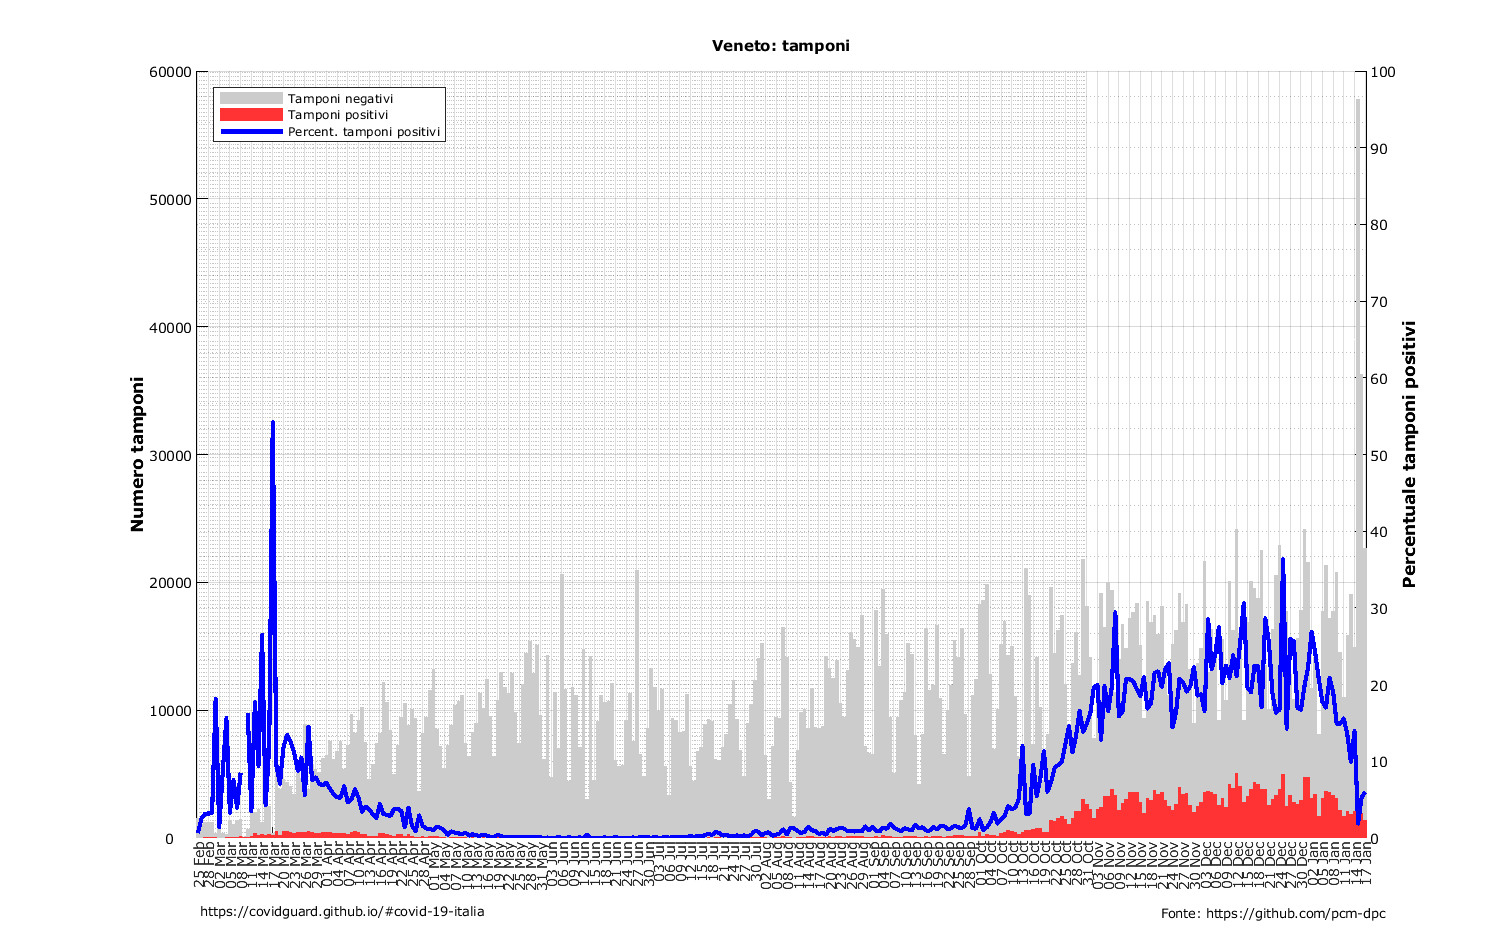 Veneto: tamponi
60000
50000
40000
30000
20000
10000
0
Numero tamponi
Tamponi negativi
Tamponi positivi
Percent. tamponi positivi
100
90
80
70
60
50
40
30
20
10
0
Percentuale tamponi positivi
25 Feb
28 Feb
02 Mar
05 Mar
08 Mar
11 Mar
14 Mar
17 Mar
20 Mar
23 Mar
26 Mar
29 Mar
01 Apr
04 Apr
07 Apr
10 Apr
13 Apr
16 Apr
19 Apr
22 Apr
25 Apr
28 Apr
01 May
04 May
07 May
10 May
13 May
16 May
19 May
22 May
25 May
28 May
31 May
03 Jun
06 Jun
09 Jun
12 Jun
15 Jun
18 Jun
21 Jun
24 Jun
27 Jun
30 Jun
03 Jul
06 Jul
09 Jul
12 Jul
15 Jul
18 Jul
21 Jul
24 Jul
27 Jul
30 Jul
02 Aug
05 Aug
08 Aug
11 Aug
14 Aug
17 Aug
20 Aug
23 Aug
26 Aug
29 Aug
01 Sep
04 Sep
07 Sep
10 Sep
13 Sep
16 Sep
19 Sep
22 Sep
25 Sep
28 Sep
01 Oct
04 Oct
07 Oct
10 Oct
13 Oct
16 Oct
19 Oct
22 Oct
25 Oct
28 Oct
31 Oct
03 Nov
06 Nov
09 Nov
12 Nov
15 Nov
18 Nov
21 Nov
24 Nov
27 Nov
30 Nov
03 Dec
06 Dec
09 Dec
12 Dec
15 Dec
18 Dec
21 Dec
24 Dec
27 Dec
30 Dec
02 Jan
05 Jan
08 Jan
11 Jan
14 Jan
17 Jan
https://covidguard.github.io/#covid-19-italia
Fonte: https://github.com/pcm-dpc